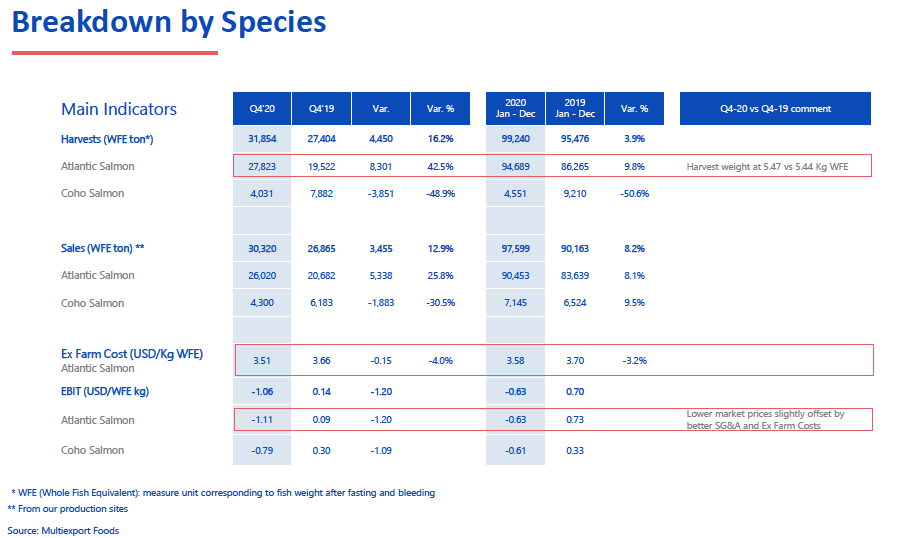 Breakdown by Species
Main Indicators Q4'20 Q4'19 Var. Var. % 2020 Jan - Dec 2019 Jan - Dec Var. % Q4-20 vs Q4-19 comment
Harvests (WFE ton*) 31,854 27,404 4,450 16.2% 99,240 95,476 3.9%
Atlantic Salmon 27,823 19,522 8,301 42.5% 94,689 86,265 9.8% Harvest weight at 5.47 vs 5.44 Kg WFE
Coho Salmon 4,031 7,882 -3,851 -48.9% 4,551 9,210 -50.6%
Sales (WFE ton) ** 30,320 26,865 3,455 12.9% 97,599 90,163 8.2%
Atlantic Salmon 26,020 20,682 5,338 25.8% 90,453 83,639 8.1%
Coho Salmon 4,300 6,183 -1,883 -30.5% 7,145 6,524 9.5%
Ex Farm Cost (USD/Kg WFE)
Atlantic Salmon 3.51 3.66 -0.15 -4.0% 3.58 3.70 -3.2%
EBIT (USD/WFE kg) -1.06 0.14 -1.20 -0.63 0.70
Atlantic Salmon -1.11 0.09 -1.20 -0.63 0.73 Lower market prices slightly offset by
better SG&A and Ex Farm Costs
Coho Salmon -0.79 0.30 -1.09 -0.61 0.33
* WFE (Whole Fish Equivalent): measure unit corresponding to fish weight after fasting and bleeding
** From our production sites
Source: Multiexport Foods